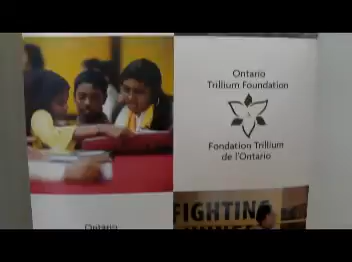 Ontario
Trillium Foundation
Fondation Trillium
de l'Ontario
Ontario
FIGHTING